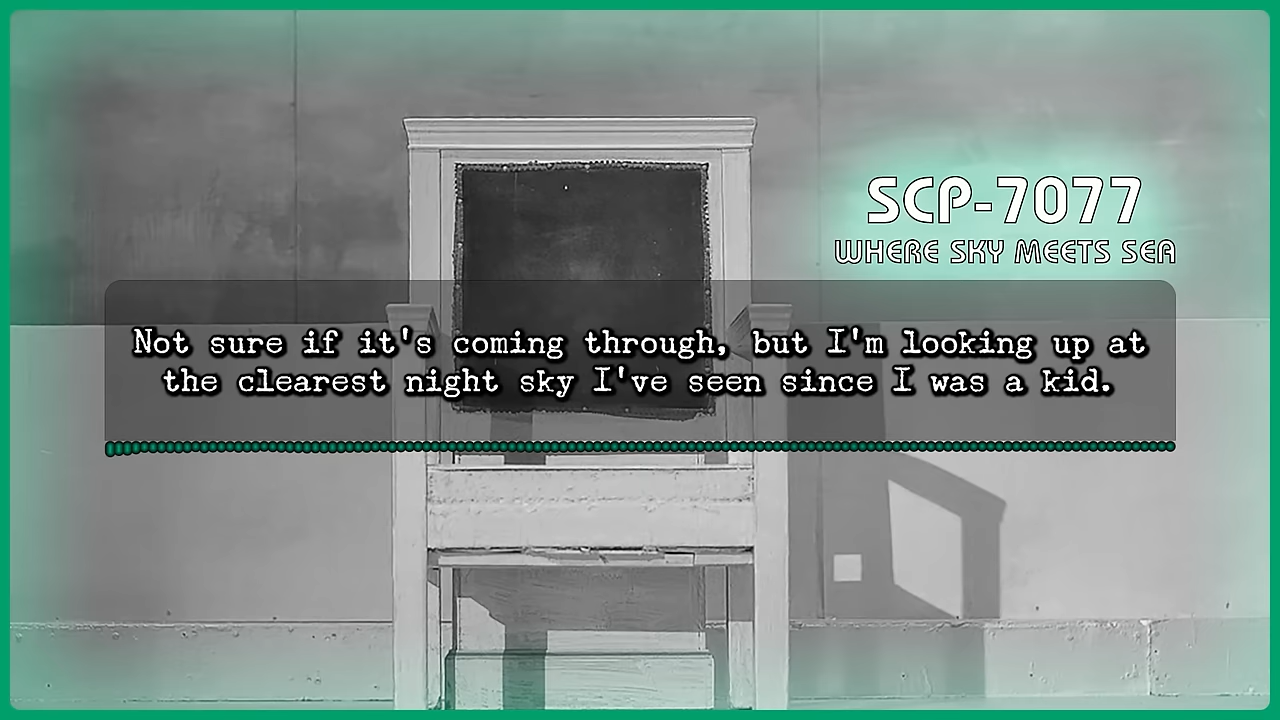 SCP-7077
WHERE SKY MEETS SEA
Not sure if it's coming through, but I'm looking up at
the clearest night sky I've seen since I was a kid.